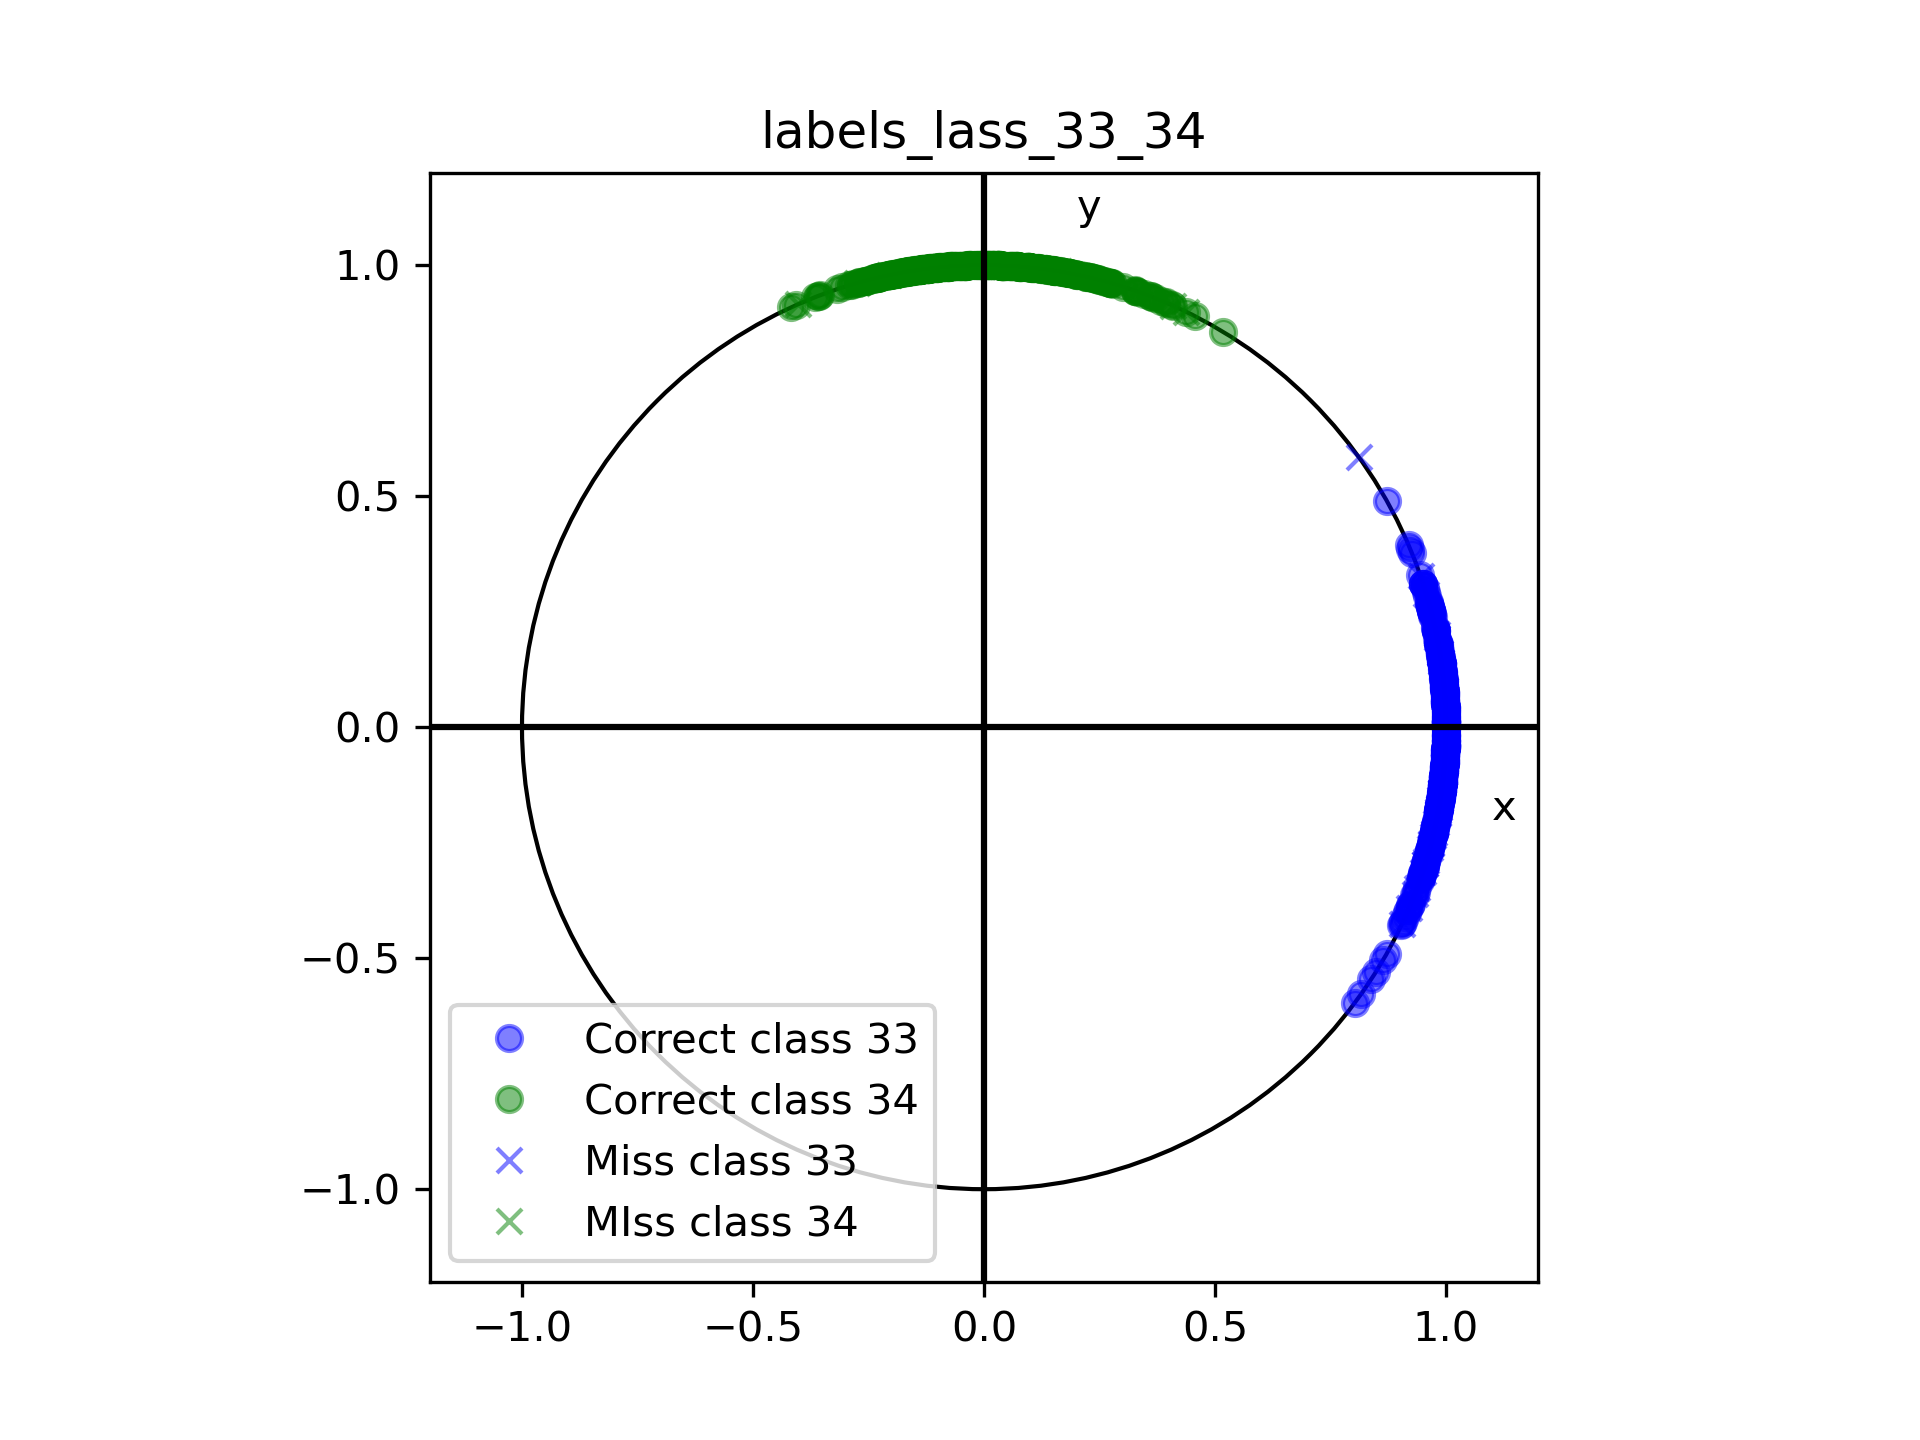 labels_lass_33_34
y
1.0
0.5
0.0
x
−0.5
−1.0
Correct class 33
Correct class 34
Miss class 33
MIss class 34
−1.0 −0.5 0.0 0.5 1.0